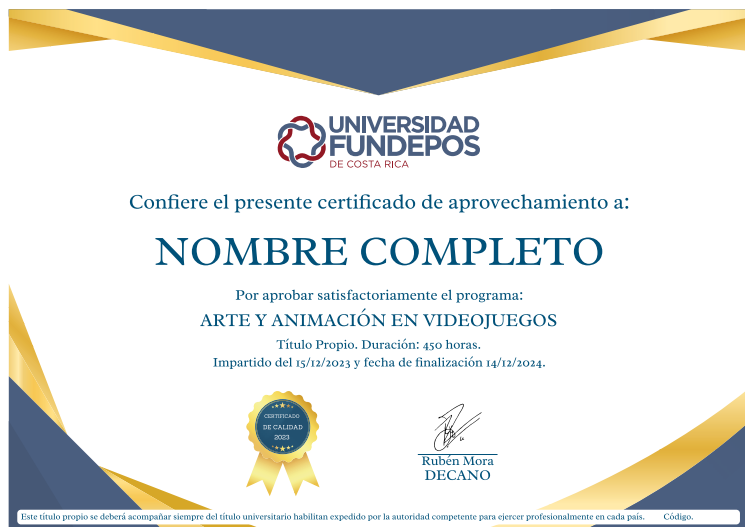 UNIVERSIDAD
FUNDEPOS
DE COSTA RICA
Confiere el presente certificado de aprovechamiento a:
NOMBRE COMPLETO
Por aprobar satisfactoriamente el programa:
ARTE Y ANIMACIÓN EN VIDEOJUEGOS
Título Propio. Duración: 450 horas.
Impartido del 15/12/2023 y fecha de finalización 14/12/2024.
CERTIFICADO
DE CALIDAD
2023
Rubén Mora
DECANO
Este título propio se deberá acompañar siempre del título universitario habilitan expedido por la autoridad competente para ejercer profesionalmente en cada país. Código.